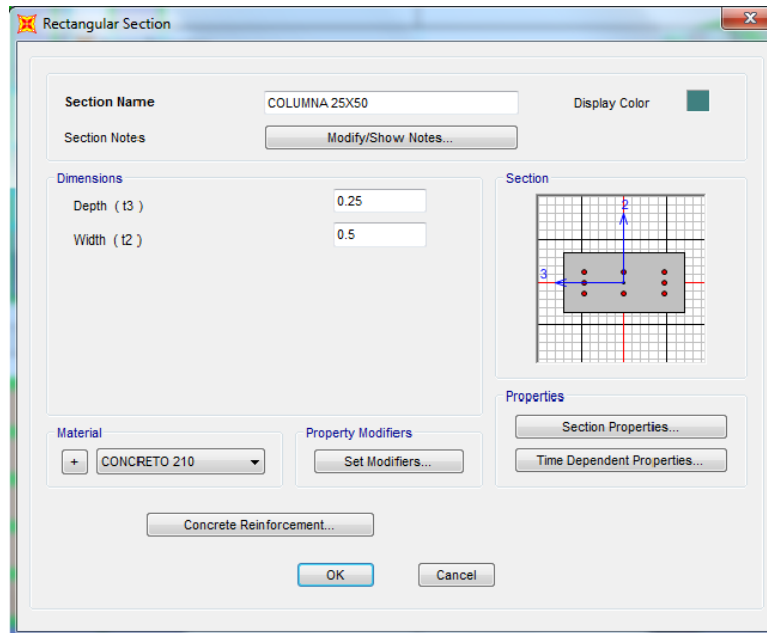 Rectangular Section
Section Name COLUMNA 25X50 Display Color
Section Notes Modify/Show Notes...
Dimensions
Depth ( t3 ) 0.25
Width ( t2 ) 0.5
Section
2
3
Properties
Section Properties...
Time Dependent Properties...
Material
+ CONCRETO 210
Property Modifiers
Set Modifiers...
Concrete Reinforcement...
OK Cancel